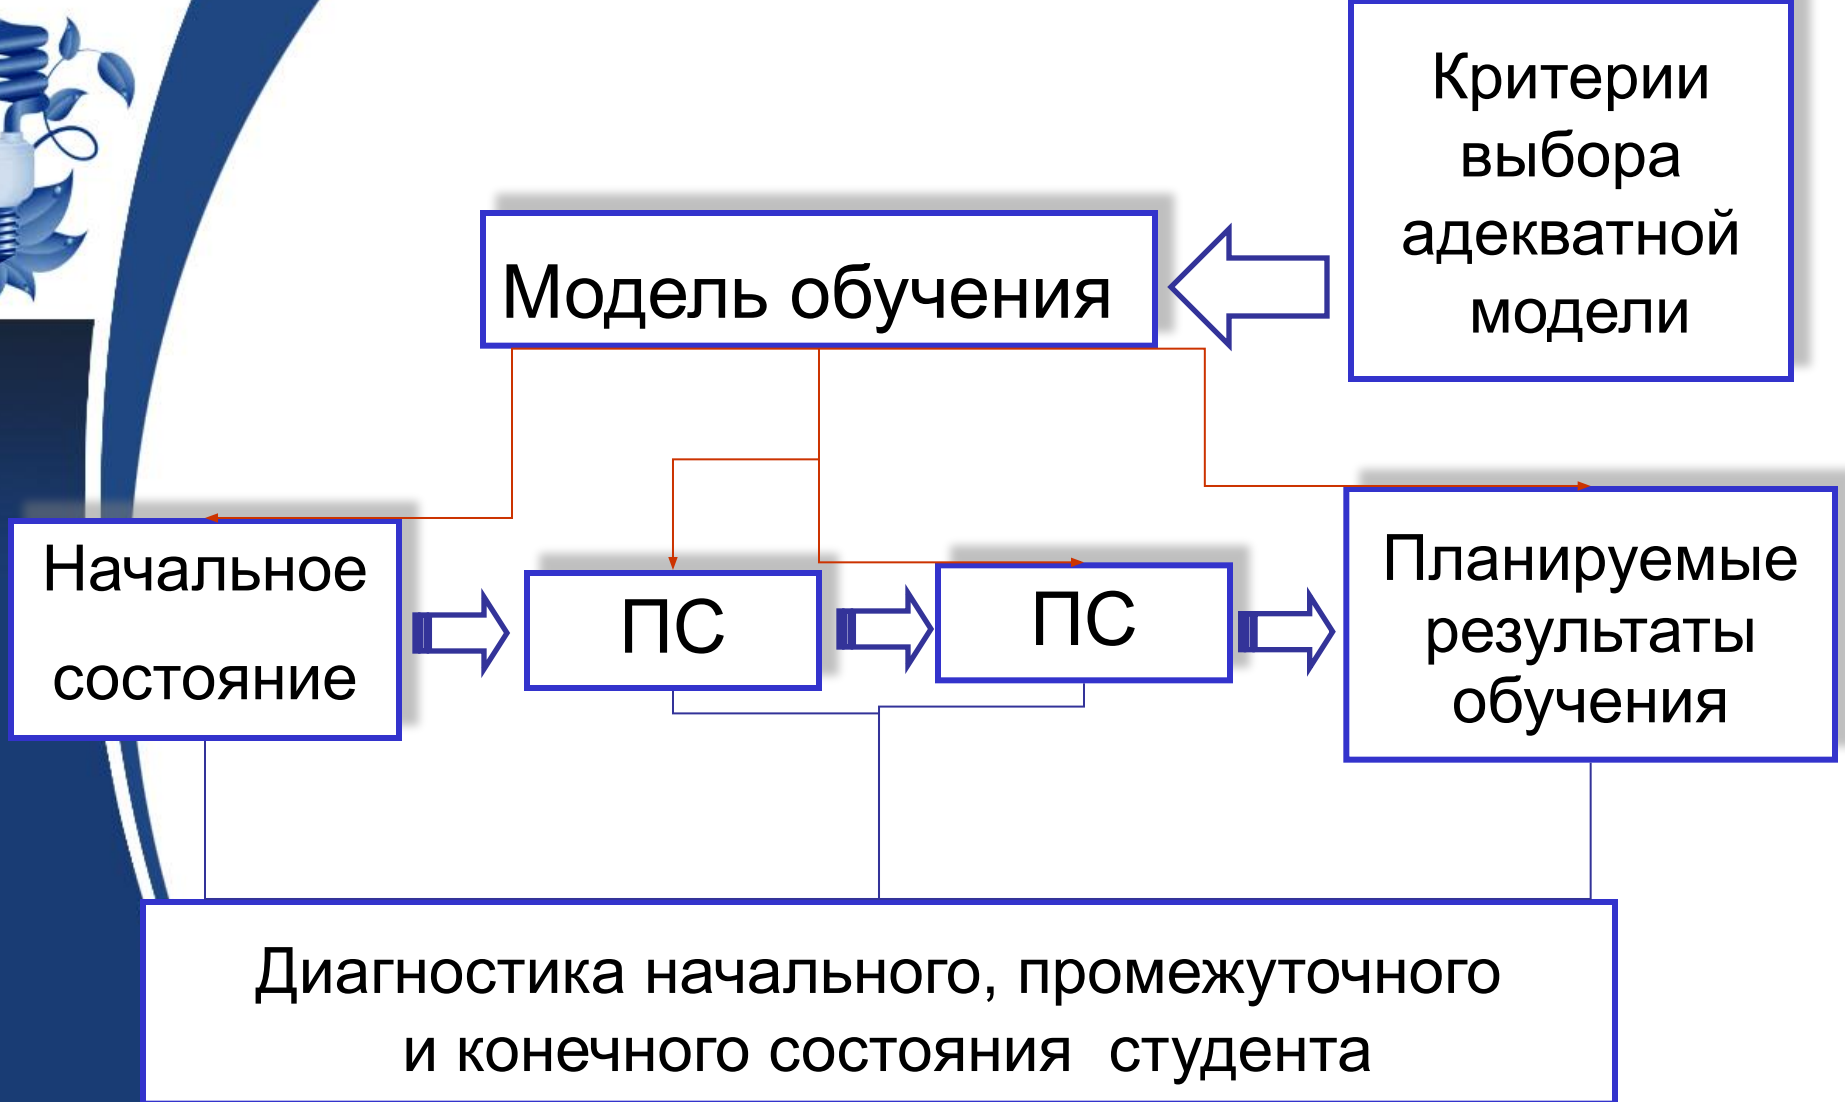 Критерии
выбора
адекватной
модели
Модель обучения
Начальное
состояние
ПС
ПС
Планируемые
результаты
обучения
Диагностика начального, промежуточного
и конечного состояния студента